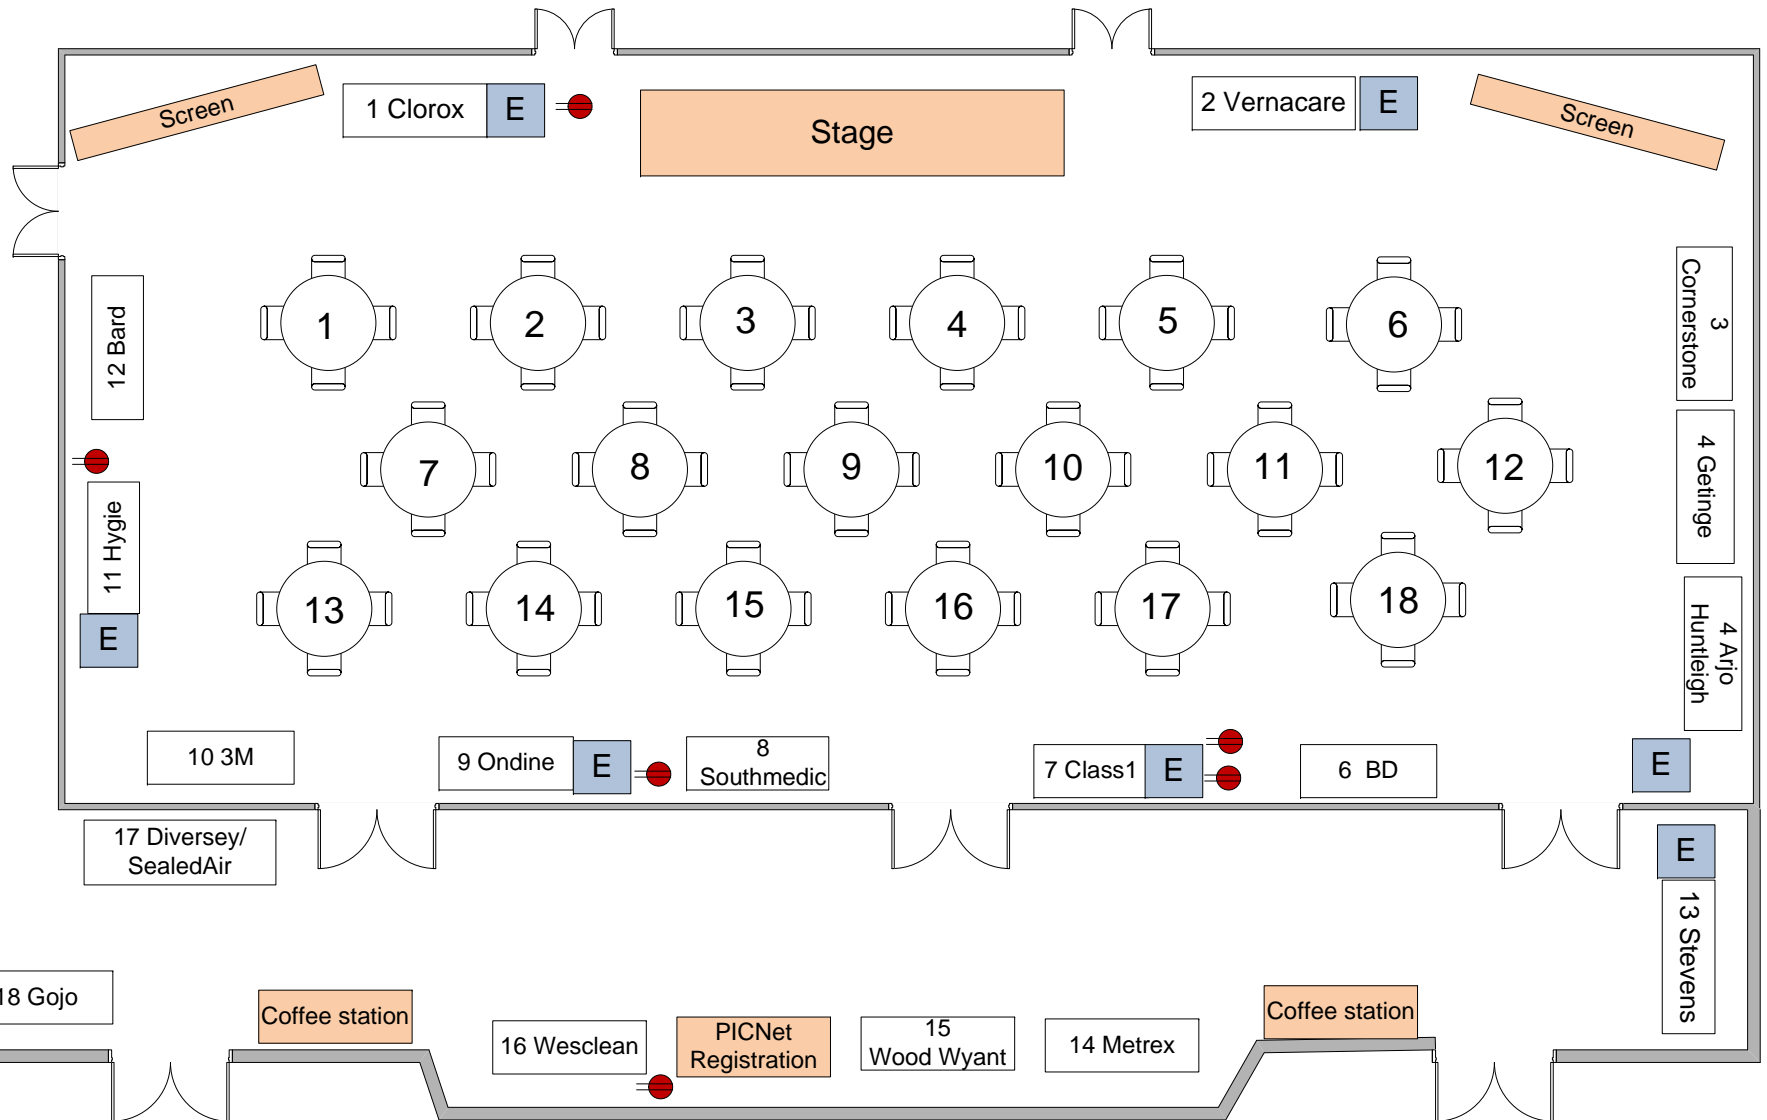 Screen
1 Clorox
E
Stage
2 Vernacare
E
Screen
1
2
3
4
5
6
3
Cornerstone
12 Bard
7
8
9
10
11
12
4 Getinge
11 Hygie
E
13
14
15
16
17
18
4 Arjo
Huntleigh
10 3M
9 Ondine
E
8
Southmedic
7 Class1
E
6 BD
E
17 Diversey/
SealedAir
E
13 Stevens
18 Gojo
Coffee station
16 Wesclean
PICNet
Registration
15
Wood Wyant
14 Metrex
Coffee station